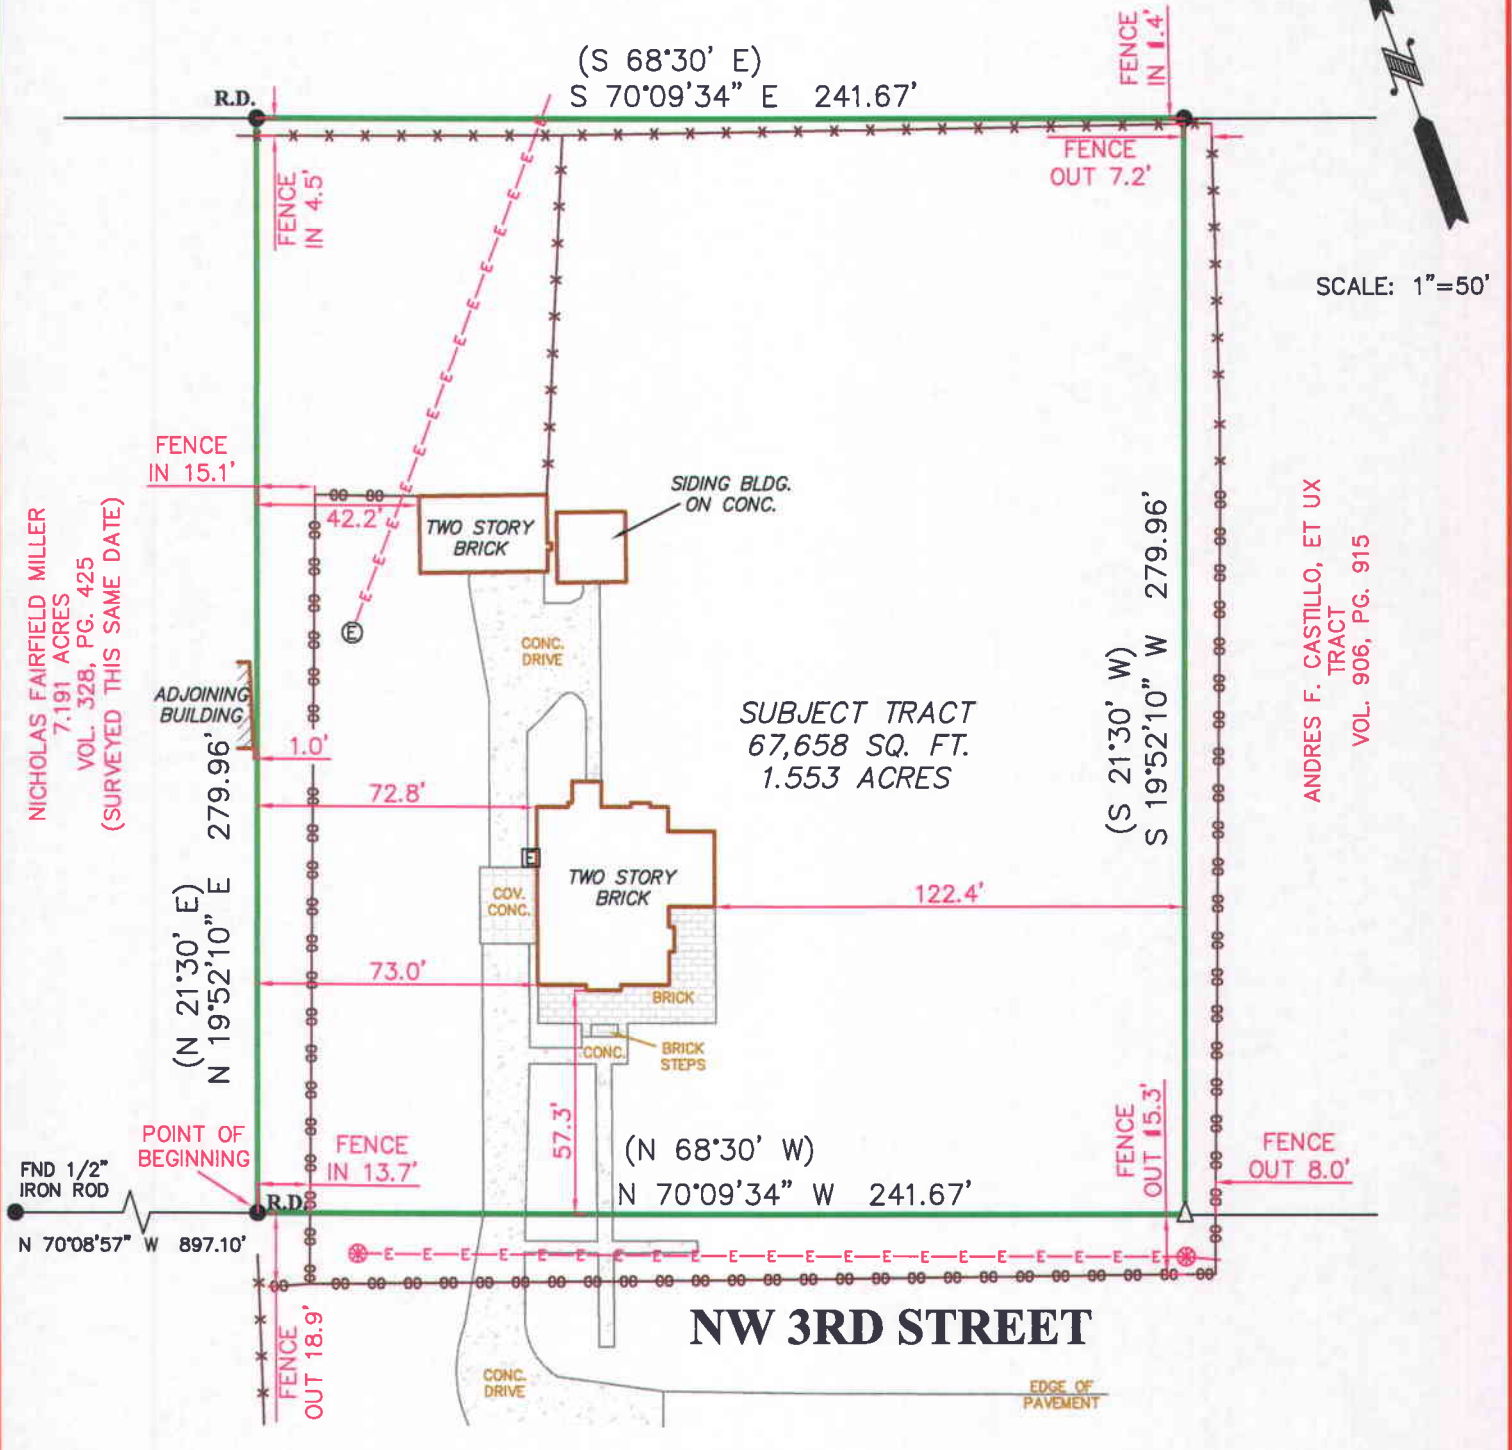 (S 68°30' E)
S 70°09'34" E 241.67'
R.D.
FENCE
IN 1.4'
FENCE
OUT 7.2'
FENCE
IN 4.5'
SCALE: 1"=50'
FENCE
IN 15.1'
42.2'
TWO STORY
BRICK
SIDING BLDG.
ON CONC.
E
CONC.
DRIVE
NICHOLAS FAIRFIELD MILLER
7.191 ACRES
VOL. 328, PG. 425
(SURVEYED THIS SAME DATE)
ADJOINING
BUILDING
1.0'
SUBJECT TRACT
67,658 SQ. FT.
1.553 ACRES
(S 21°30' W)
S 19°52'10" W 279.96'
ANDRES F. CASTILLO, ET UX
TRACT
VOL. 906, PG. 915
72.8'
E
TWO STORY
BRICK
COV.
CONC.
122.4'
(N 21°30' E)
N 19°52'10" E 279.96'
73.0'
BRICK
CONC.
BRICK
STEPS
57.3'
POINT OF
BEGINNING
FENCE
IN 13.7'
(N 68°30' W)
N 70°09'34" W 241.67'
FENCE
OUT 15.3'
FENCE
OUT 8.0'
FND 1/2"
IRON ROD
R.D.
N 70°08'57" W 897.10'
E E E E E E E E E E E E E E E E
NW 3RD STREET
FENCE
OUT 18.9'
CONC.
DRIVE
EDGE OF
PAVEMENT